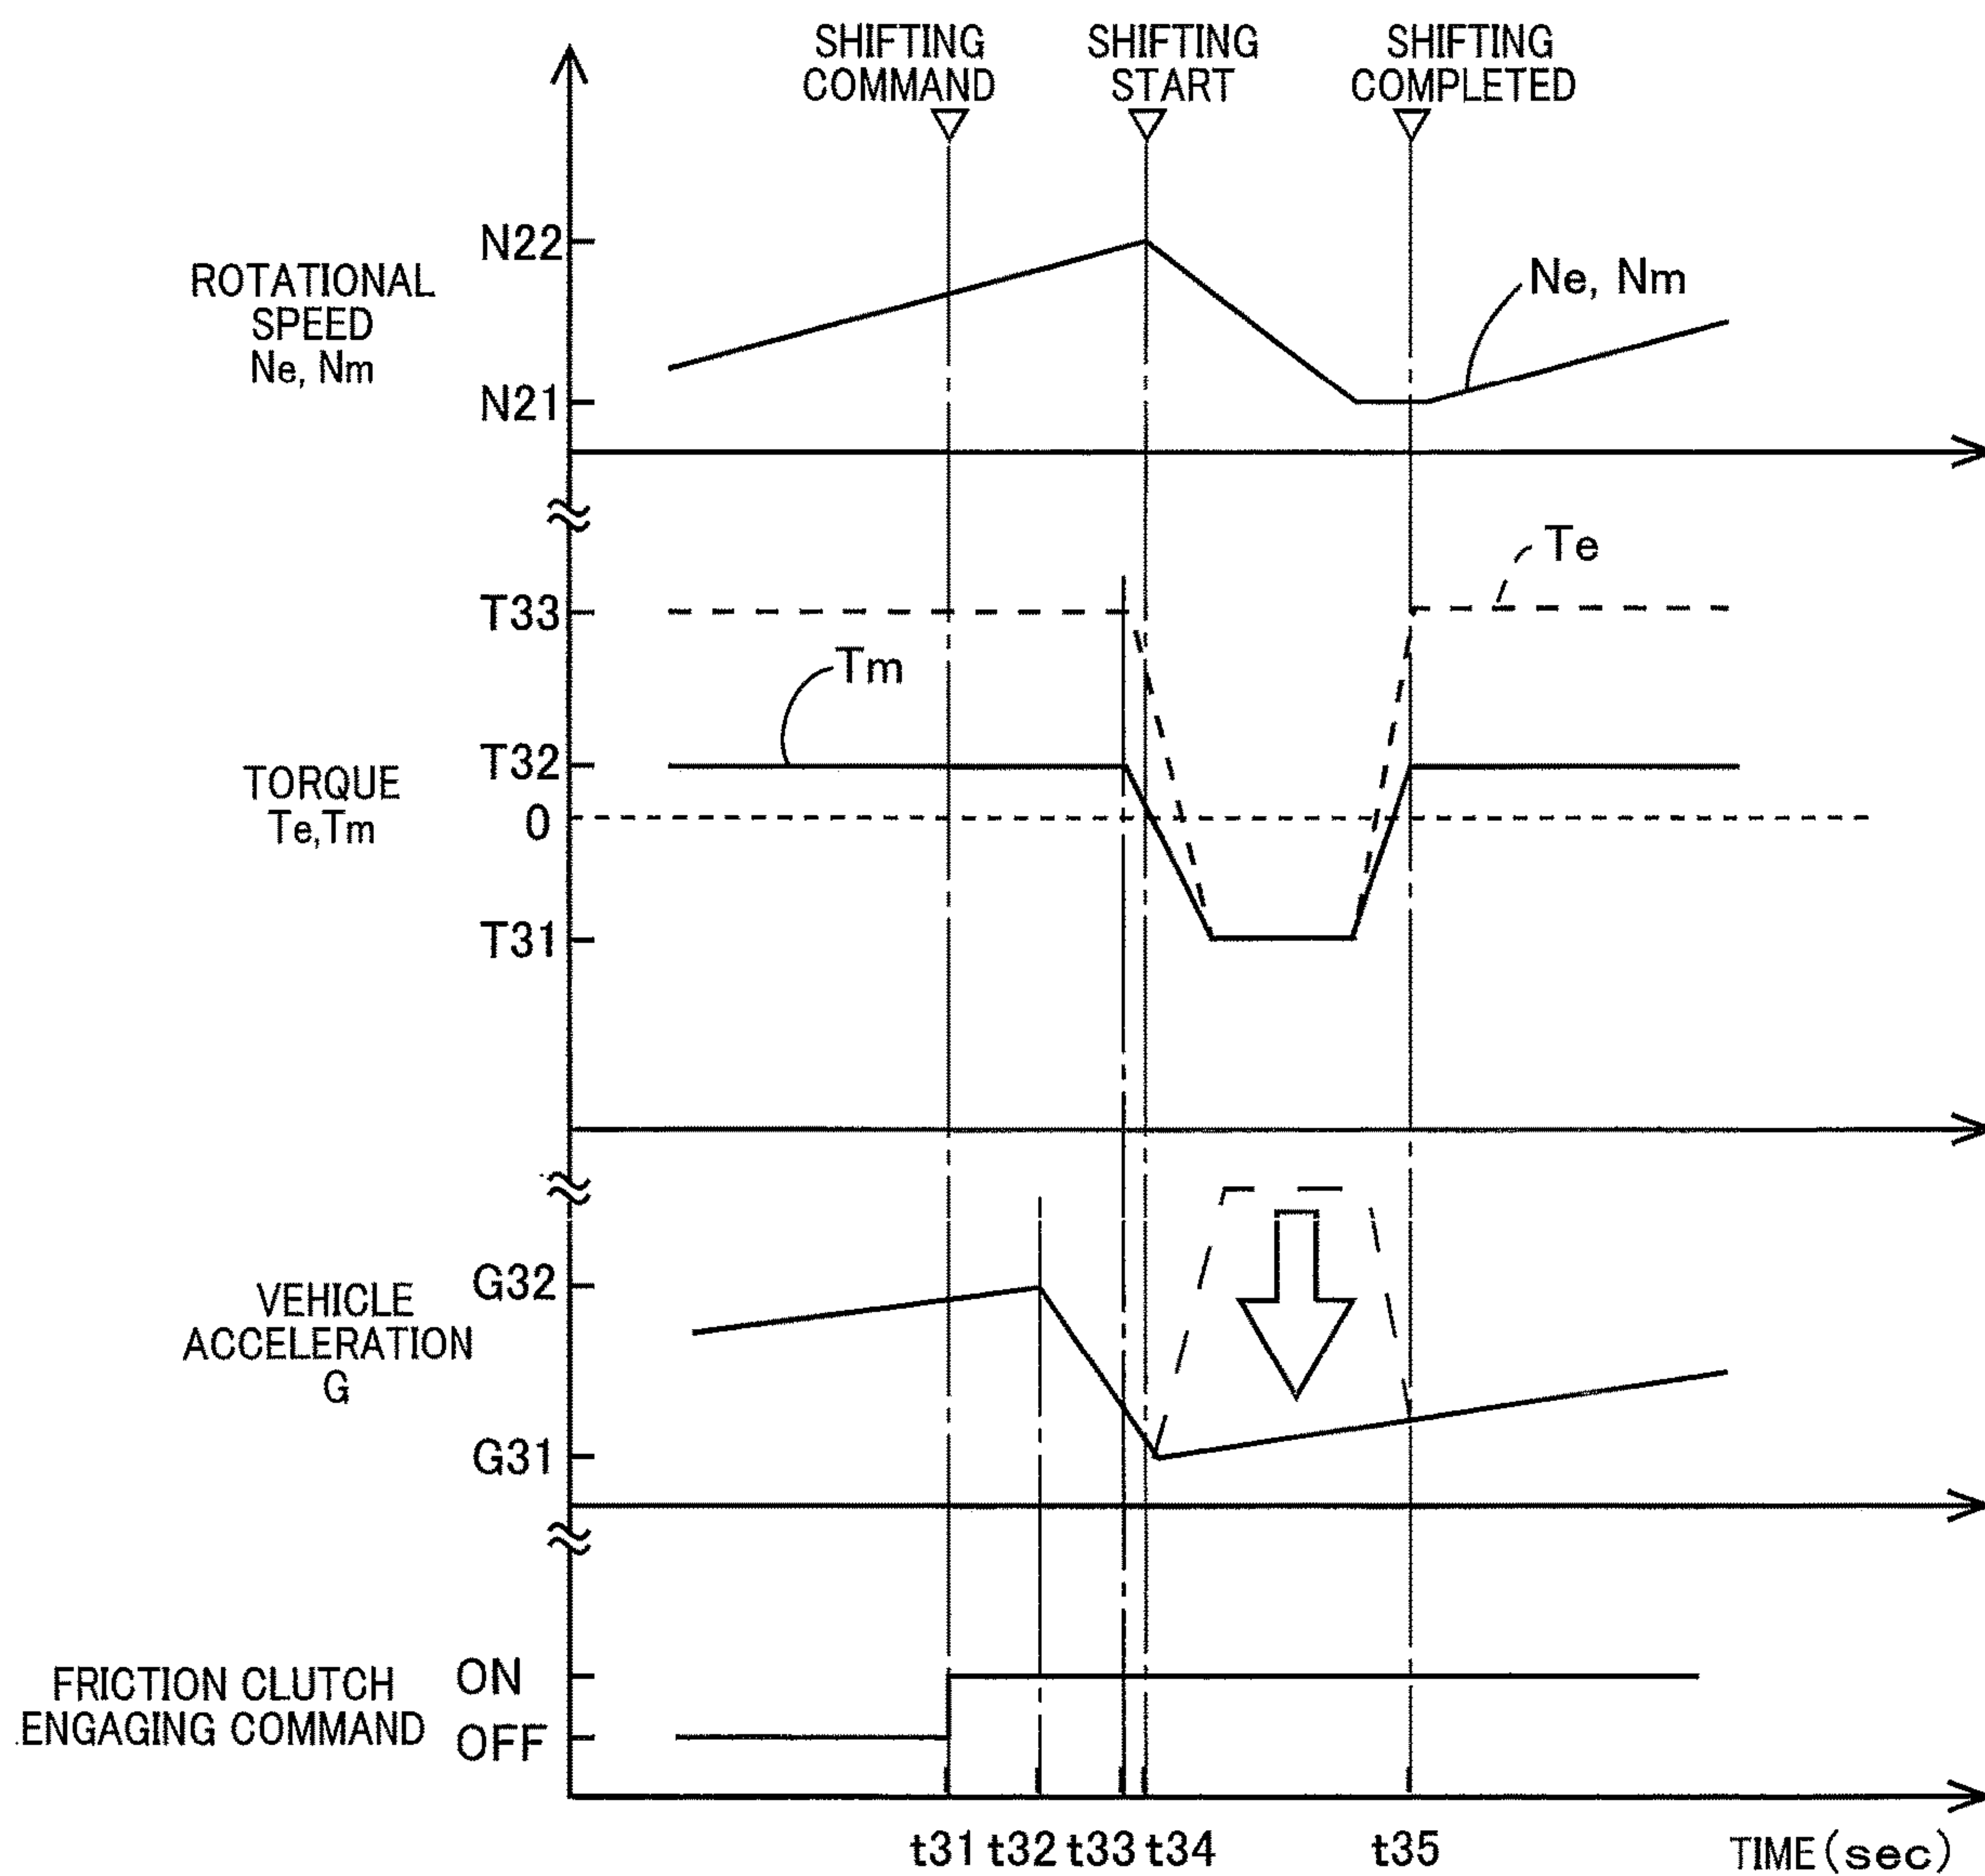 SHIFTING
COMMAND
SHIFTING
START
SHIFTING
COMPLETED
ROTATIONAL
SPEED
Ne, Nm
N22
N21
Ne, Nm
TORQUE
Te,Tm
T33
T32
0
T31
Te
Tm
VEHICLE
ACCELERATION
G
G32
G31
FRICTION CLUTCH
ENGAGING COMMAND
ON
OFF
t31 t32 t33 t34 t35 TIME(sec)